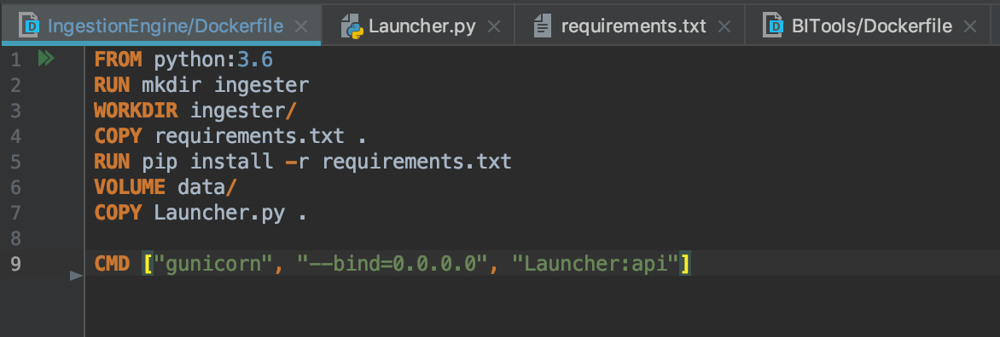 IngestionEngine/Dockerfile Launcher.py requirements.txt BITools/Dockerfile
1 FROM python:3.6
2 RUN mkdir ingester
3 WORKDIR ingester/
4 COPY requirements.txt .
5 RUN pip install -r requirements.txt
6 VOLUME data/
7 COPY Launcher.py .
8
9 CMD ["gunicorn", "--bind=0.0.0.0", "Launcher:api"]